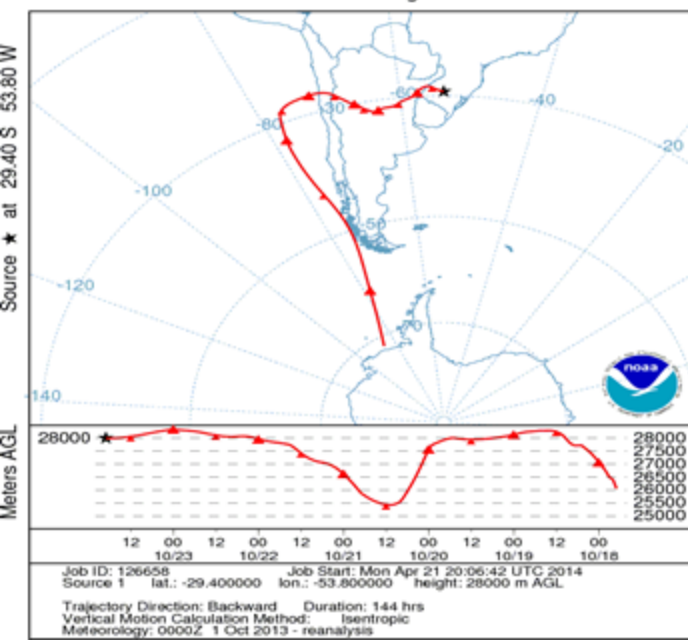 Source ★ at 29.40 S 53.80 W
-60
-40
-30
-80
-20
-100
-50
-120
-70
-140
noaa
Meters AGL
28000
28000
27500
27000
26500
26000
25500
25000
12 00 12 00 12 00 12 00 12 00 12 00
10/23 10/22 10/21 10/20 10/19 10/18
Job ID: 126658 Job Start: Mon Apr 21 20:06:42 UTC 2014
Source 1 lat.: -29.400000 lon.: -53.800000 height: 28000 m AGL
Trajectory Direction: Backward Duration: 144 hrs
Vertical Motion Calculation Method: Isentropic
Meteorology: 0000Z 1 Oct 2013 - reanalysis